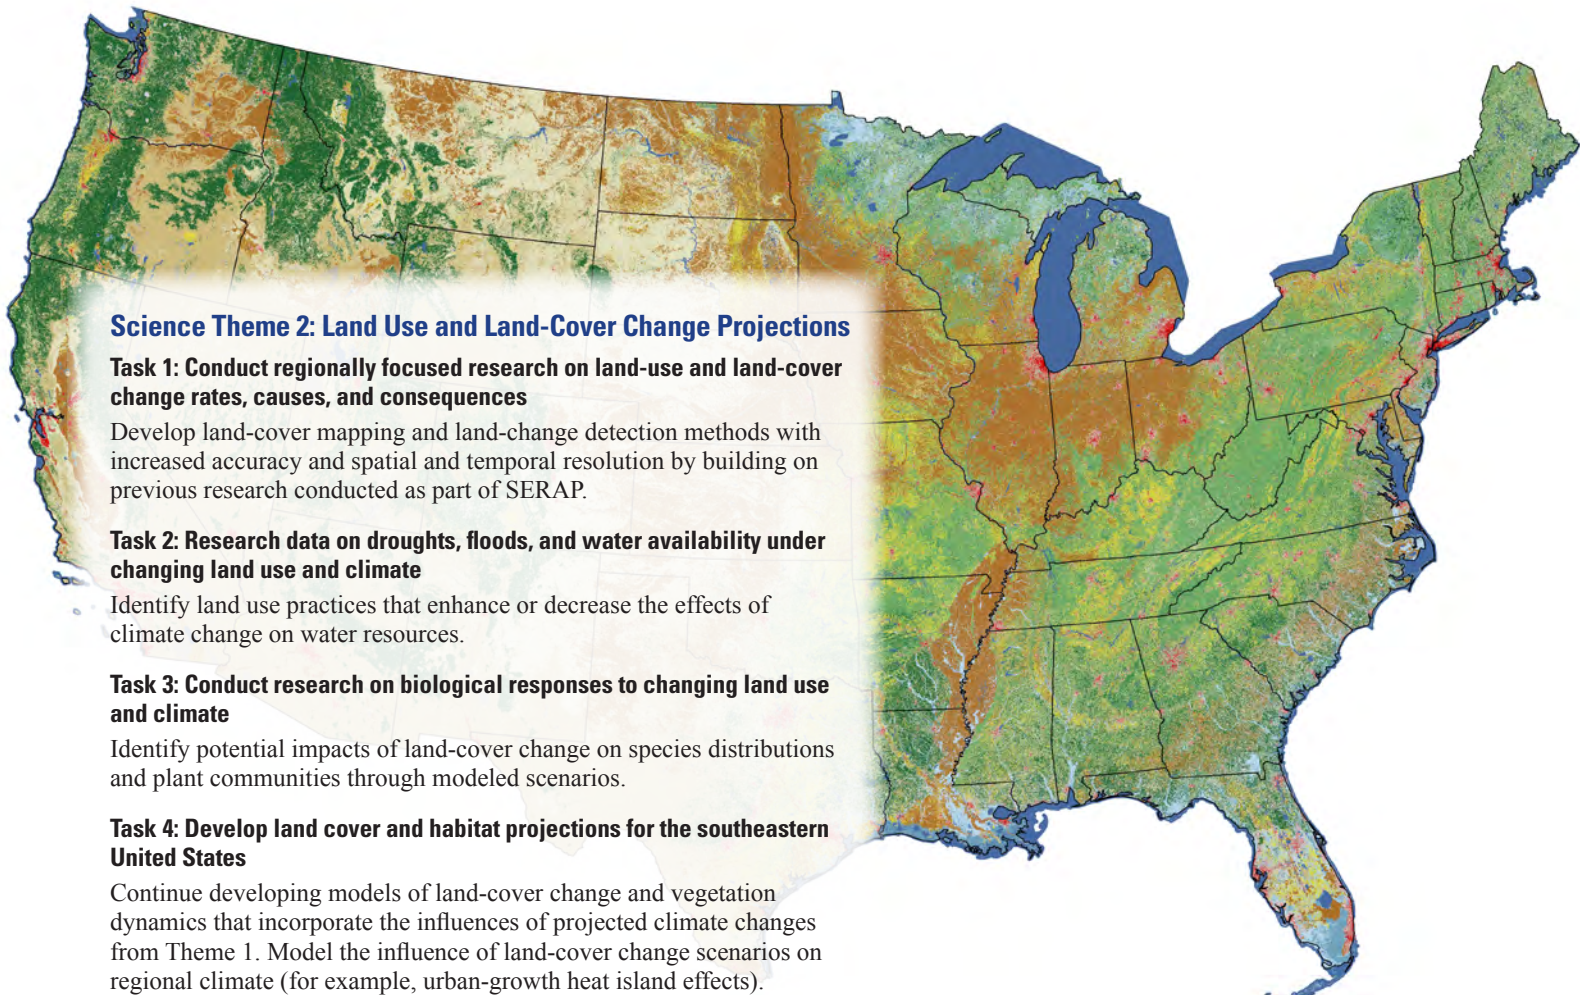 Science Theme 2: Land Use and Land-Cover Change Projections
Task 1: Conduct regionally focused research on land-use and land-cover
change rates, causes, and consequences
Develop land-cover mapping and land-change detection methods with
increased accuracy and spatial and temporal resolution by building on
previous research conducted as part of SERAP.
Task 2: Research data on droughts, floods, and water availability under
changing land use and climate
Identify land use practices that enhance or decrease the effects of
climate change on water resources.
Task 3: Conduct research on biological responses to changing land use
and climate
Identify potential impacts of land-cover change on species distributions
and plant communities through modeled scenarios.
Task 4: Develop land cover and habitat projections for the southeastern
United States
Continue developing models of land-cover change and vegetation
dynamics that incorporate the influences of projected climate changes
from Theme 1. Model the influence of land-cover change scenarios on
regional climate (for example, urban-growth heat island effects).